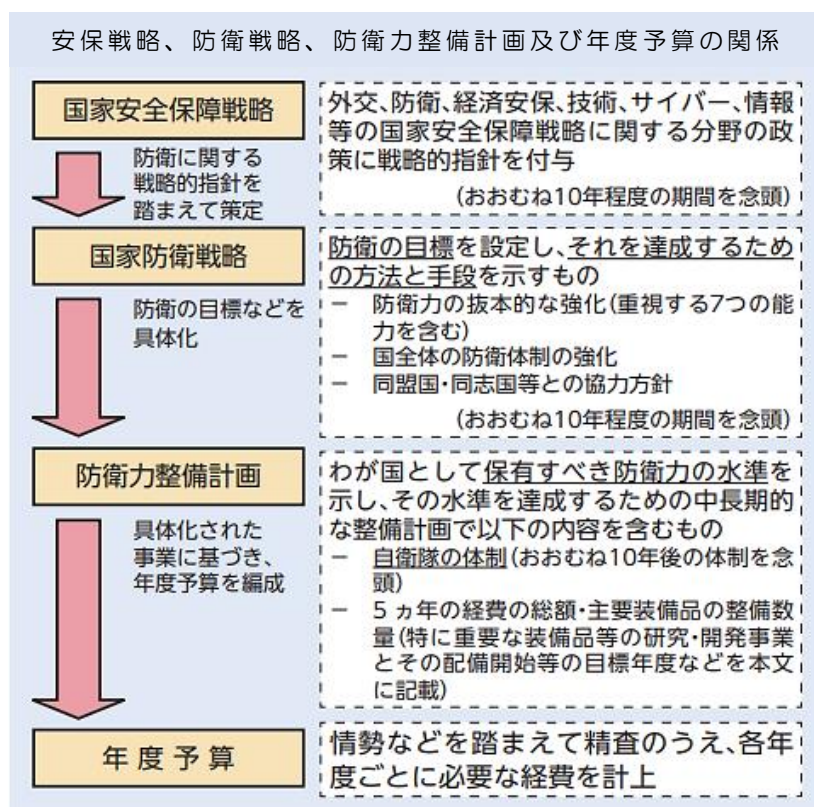 安保戦略、防衛戦略、防衛力整備計画及び年度予算の関係
国家安全保障戦略
外交、防衛、経済安保、技術、サイバー、情報
等の国家安全保障戦略に関する分野の政
策に戦略的指針を付与
(おおむね10年程度の期間を念頭)
防衛に関する
戦略的指針を
踏まえて策定
国家防衛戦略
防衛の目標を設定し、それを達成するため
の方法と手段を示すもの
－ 防衛力の抜本的な強化(重視する7つの能
力を含む)
－ 国全体の防衛体制の強化
－ 同盟国・同志国等との協力方針
(おおむね10年程度の期間を念頭)
防衛の目標などを
具体化
防衛力整備計画
わが国として保有すべき防衛力の水準を
示し、その水準を達成するための中長期的
な整備計画で以下の内容を含むもの
－ 自衛隊の体制(おおむね10年後の体制を念
頭)
－ 5ヵ年の経費の総額・主要装備品の整備数
量(特に重要な装備品等の研究・開発事業
とその配備開始等の目標年度などを本文
に記載)
具体化された
事業に基づき、
年度予算を編成
年度予算
情勢などを踏まえて精査のうえ、各年
度ごとに必要な経費を計上